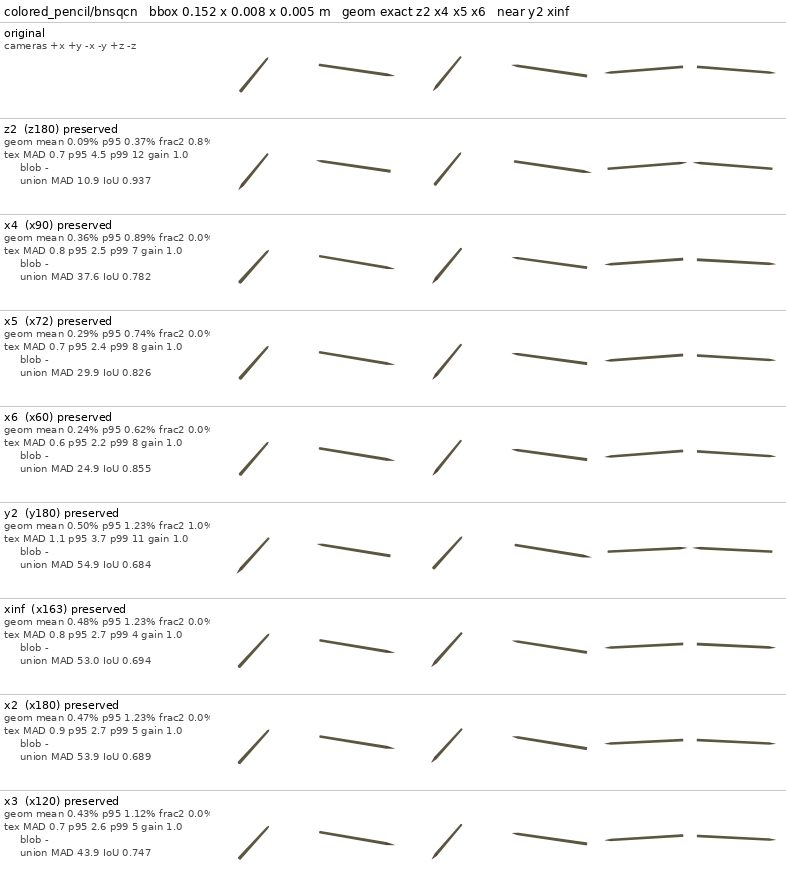 colored_pencil/bnsqcn bbox 0.152 x 0.008 x 0.005 m geom exact z2 x4 x5 x6 near y2 xinf
original
cameras +x +y -x -y +z -z
z2 (z180) preserved
geom mean 0.09% p95 0.37% frac2 0.8%
tex MAD 0.7 p95 4.5 p99 12 gain 1.0
blob -
union MAD 10.9 IoU 0.937
x4 (x90) preserved
geom mean 0.36% p95 0.89% frac2 0.0%
tex MAD 0.8 p95 2.5 p99 7 gain 1.0
blob -
union MAD 37.6 IoU 0.782
x5 (x72) preserved
geom mean 0.29% p95 0.74% frac2 0.0%
tex MAD 0.7 p95 2.4 p99 8 gain 1.0
blob -
union MAD 29.9 IoU 0.826
x6 (x60) preserved
geom mean 0.24% p95 0.62% frac2 0.0%
tex MAD 0.6 p95 2.2 p99 8 gain 1.0
blob -
union MAD 24.9 IoU 0.855
y2 (y180) preserved
geom mean 0.50% p95 1.23% frac2 1.0%
tex MAD 1.1 p95 3.7 p99 11 gain 1.0
blob -
union MAD 54.9 IoU 0.684
xinf (x163) preserved
geom mean 0.48% p95 1.23% frac2 0.0%
tex MAD 0.8 p95 2.7 p99 4 gain 1.0
blob -
union MAD 53.0 IoU 0.694
x2 (x180) preserved
geom mean 0.47% p95 1.23% frac2 0.0%
tex MAD 0.9 p95 2.7 p99 5 gain 1.0
blob -
union MAD 53.9 IoU 0.689
x3 (x120) preserved
geom mean 0.43% p95 1.12% frac2 0.0%
tex MAD 0.7 p95 2.6 p99 5 gain 1.0
blob -
union MAD 43.9 IoU 0.747